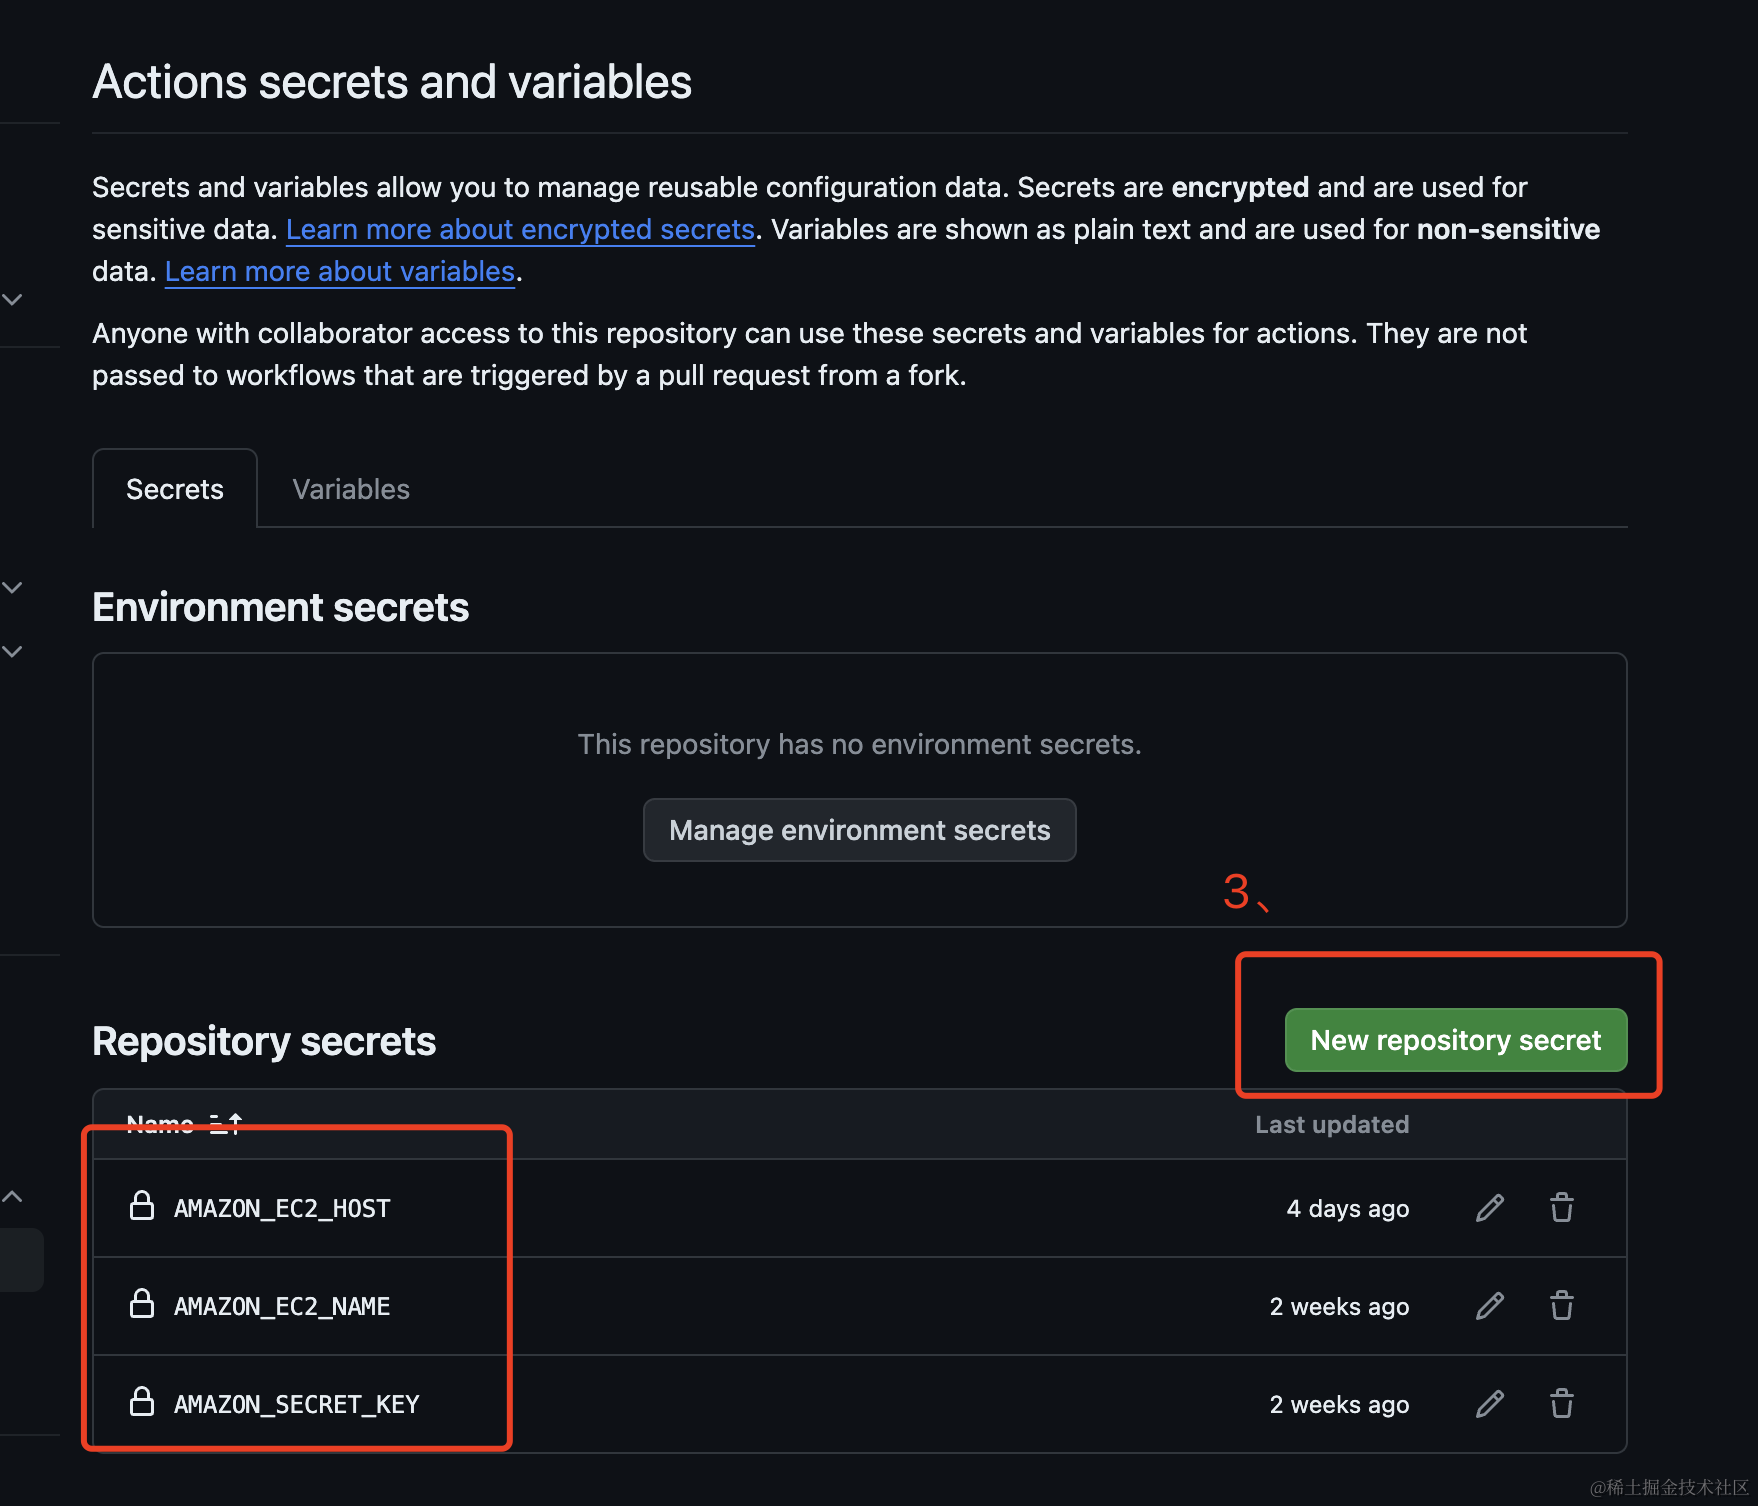 Actions secrets and variables
Secrets and variables allow you to manage reusable configuration data. Secrets are encrypted and are used for
sensitive data. Learn more about encrypted secrets. Variables are shown as plain text and are used for non-sensitive
data. Learn more about variables.
Anyone with collaborator access to this repository can use these secrets and variables for actions. They are not
passed to workflows that are triggered by a pull request from a fork.
Secrets Variables
Environment secrets
This repository has no environment secrets.
Manage environment secrets
3、
Repository secrets New repository secret
Name Last updated
AMAZON_EC2_HOST 4 days ago
AMAZON_EC2_NAME 2 weeks ago
AMAZON_SECRET_KEY 2 weeks ago
@稀土掘金技术社区